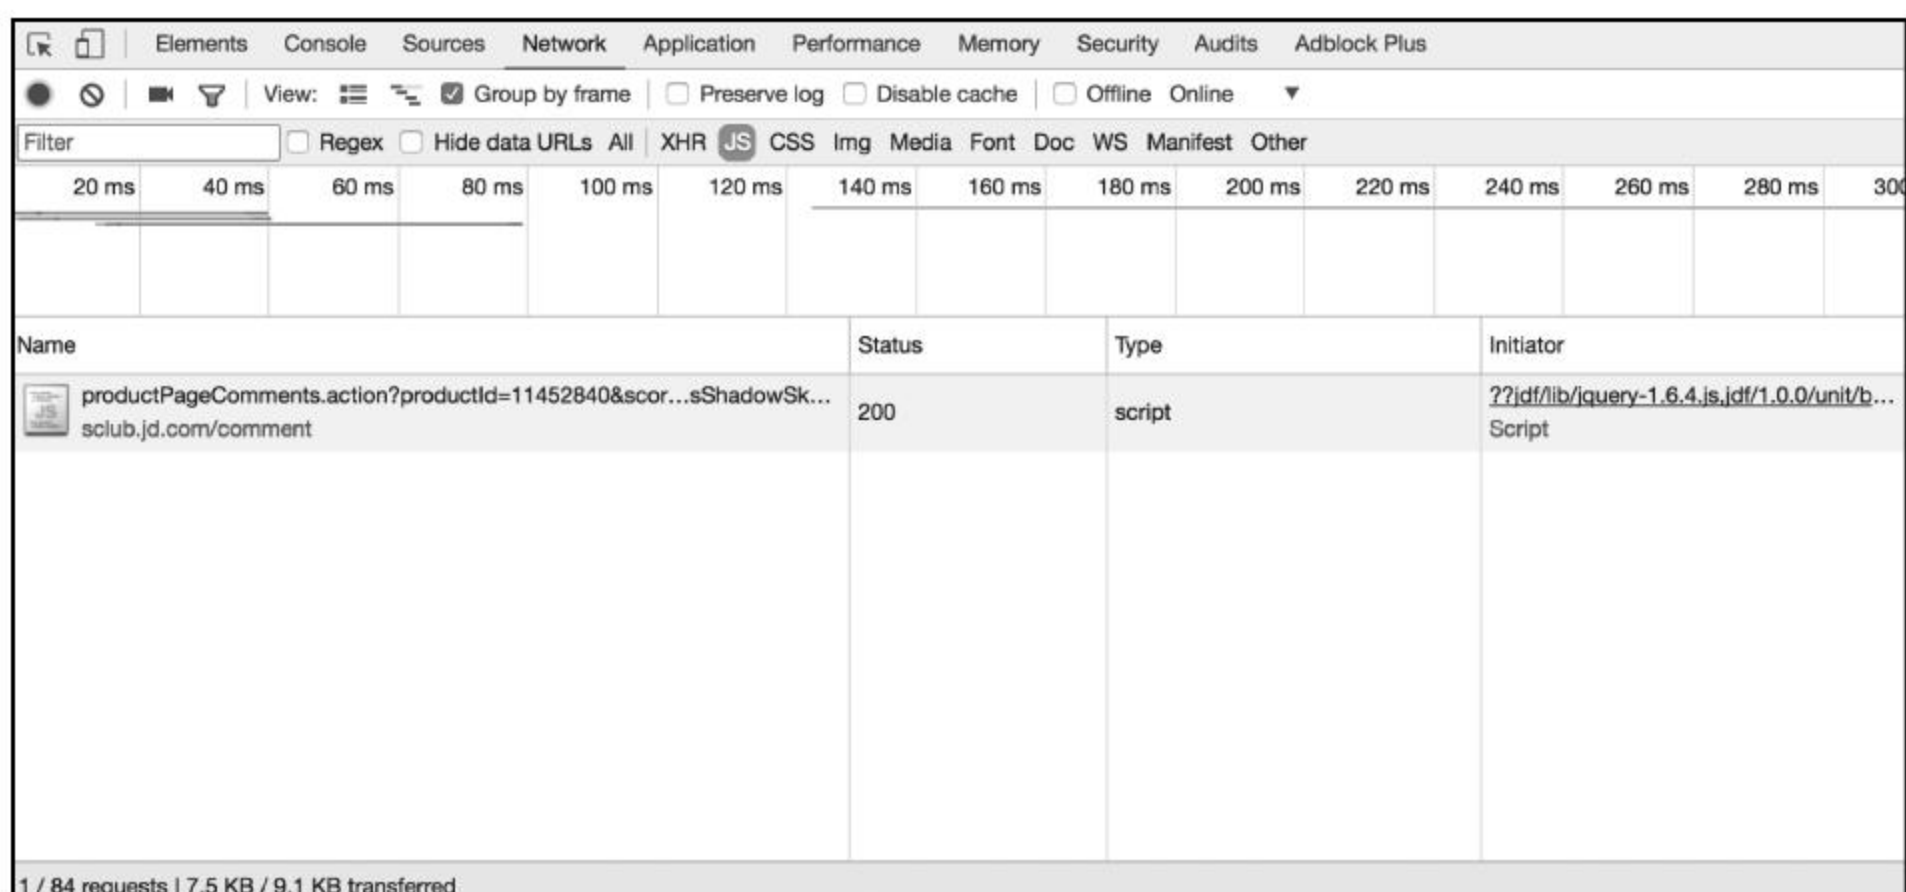 Elements Console Sources Network Application Performance Memory Security Audits Adblock Plus
View: Group by frame Preserve log Disable cache Offline Online
Filter Regex Hide data URLs All XHR JS CSS Img Media Font Doc WS Manifest Other
20 ms 40 ms 60 ms 80 ms 100 ms 120 ms 140 ms 160 ms 180 ms 200 ms 220 ms 240 ms 260 ms 280 ms
Name Status Type Initiator
productPageComments.action?productId=11452840&scor...sShadowSk... 200 script ??jdf/lib/jquery-1.6.4.js,jdf/1.0.0/unit/b...
JS sclub.jd.com/comment Script
1 / 84 requests | 7.5 KB / 9.1 KB transferred